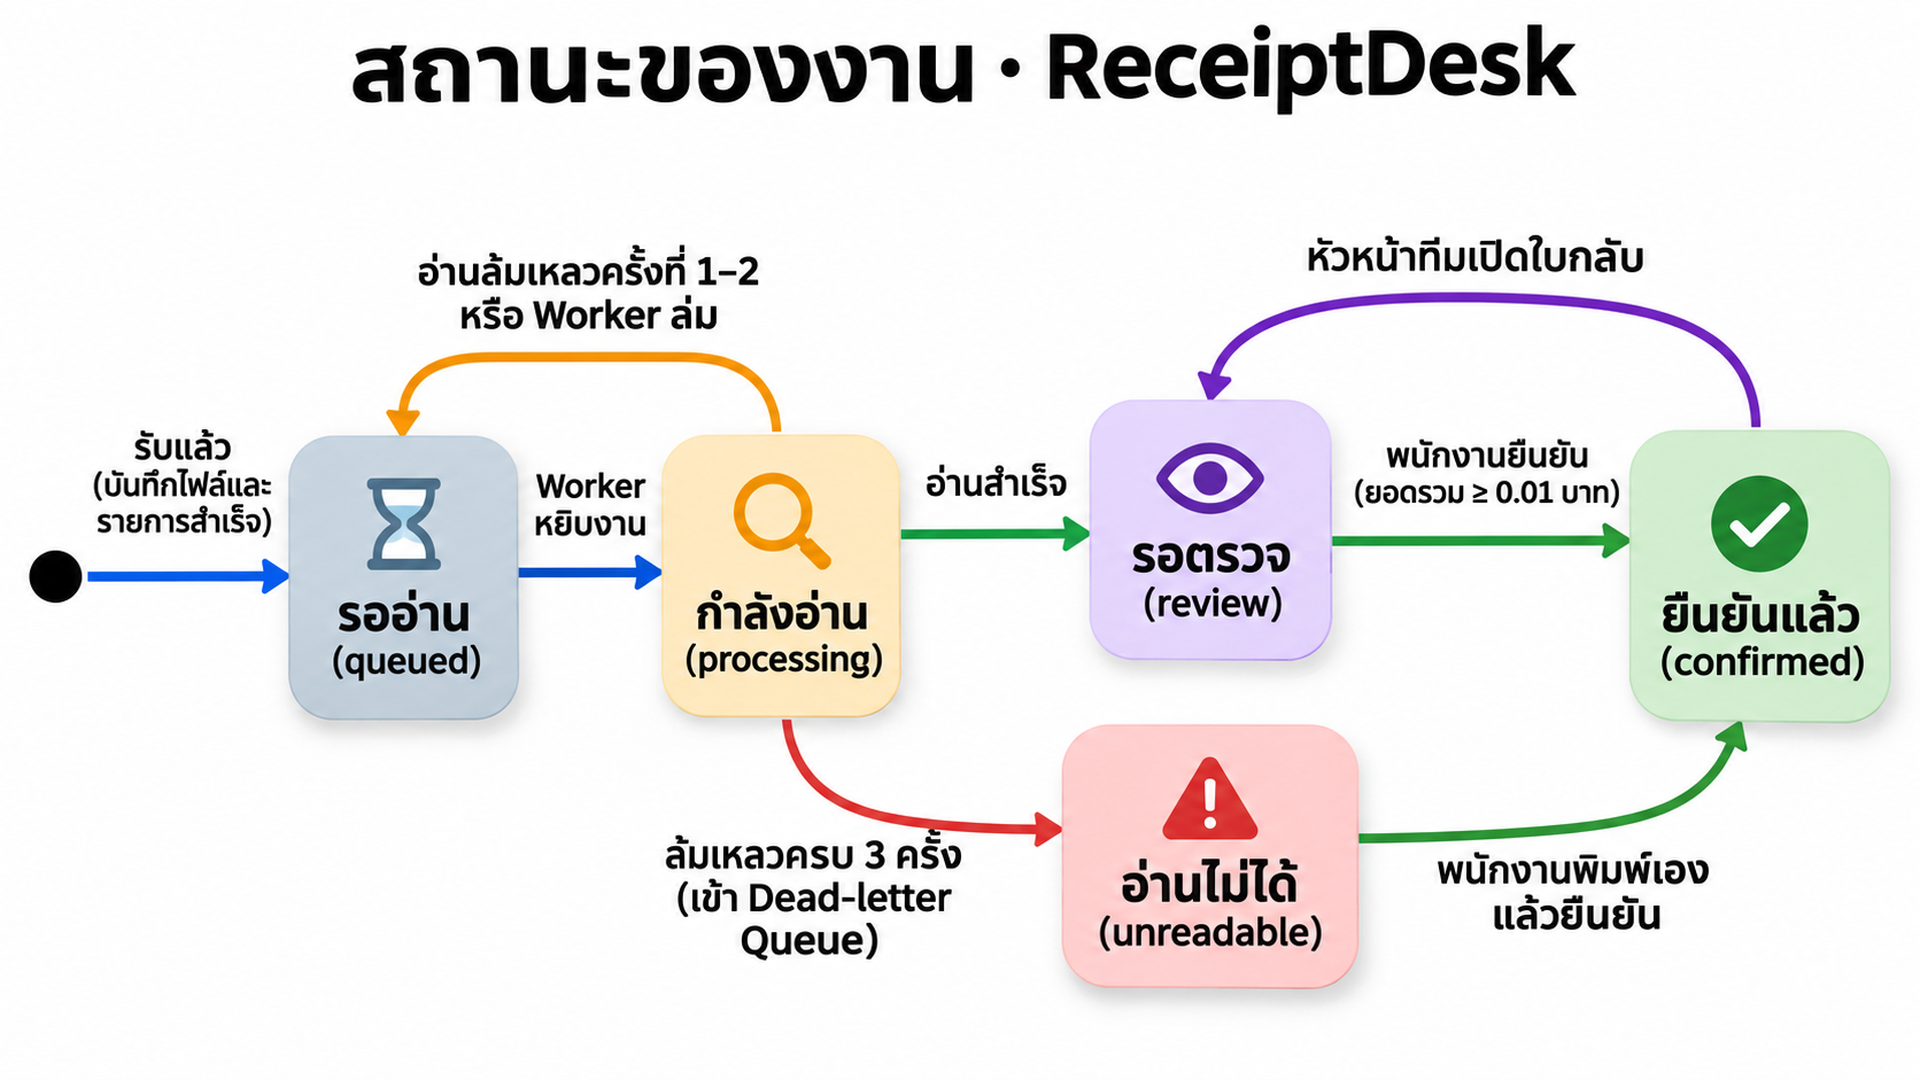 สถานะของงาน · ReceiptDesk
อ่านล้มเหลวครั้งที่ 1–2
หรือ Worker ล่ม
หัวหน้าทีมเปิดใบกลับ
รับแล้ว
(บันทึกไฟล์และ
รายการสำเร็จ)
Worker
หยิบงาน
อ่านสำเร็จ
พนักงานยืนยัน
(ยอดรวม ≥ 0.01 บาท)
รออ่าน
(queued)
กำลังอ่าน
(processing)
รอตรวจ
(review)
ยืนยันแล้ว
(confirmed)
ล้มเหลวครบ 3 ครั้ง
(เข้า Dead-letter
Queue)
อ่านไม่ได้
(unreadable)
พนักงานพิมพ์เอง
แล้วยืนยัน